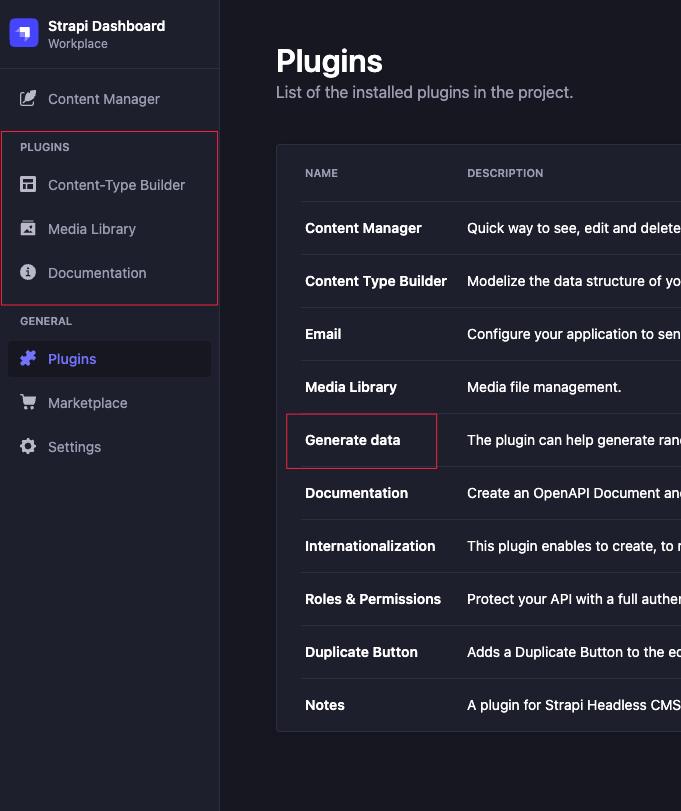 Strapi Dashboard
Workplace
Content Manager
PLUGINS
Content-Type Builder
Media Library
Documentation
GENERAL
Plugins
Marketplace
Settings
Plugins
List of the installed plugins in the project.
NAME DESCRIPTION
Content Manager Quick way to see, edit and delete
Content Type Builder Modelize the data structure of yo
Email Configure your application to sen
Media Library Media file management.
Generate data The plugin can help generate ran
Documentation Create an OpenAPI Document and
Internationalization This plugin enables to create, to
Roles & Permissions Protect your API with a full authen
Duplicate Button Adds a Duplicate Button to the ed
Notes A plugin for Strapi Headless CMS